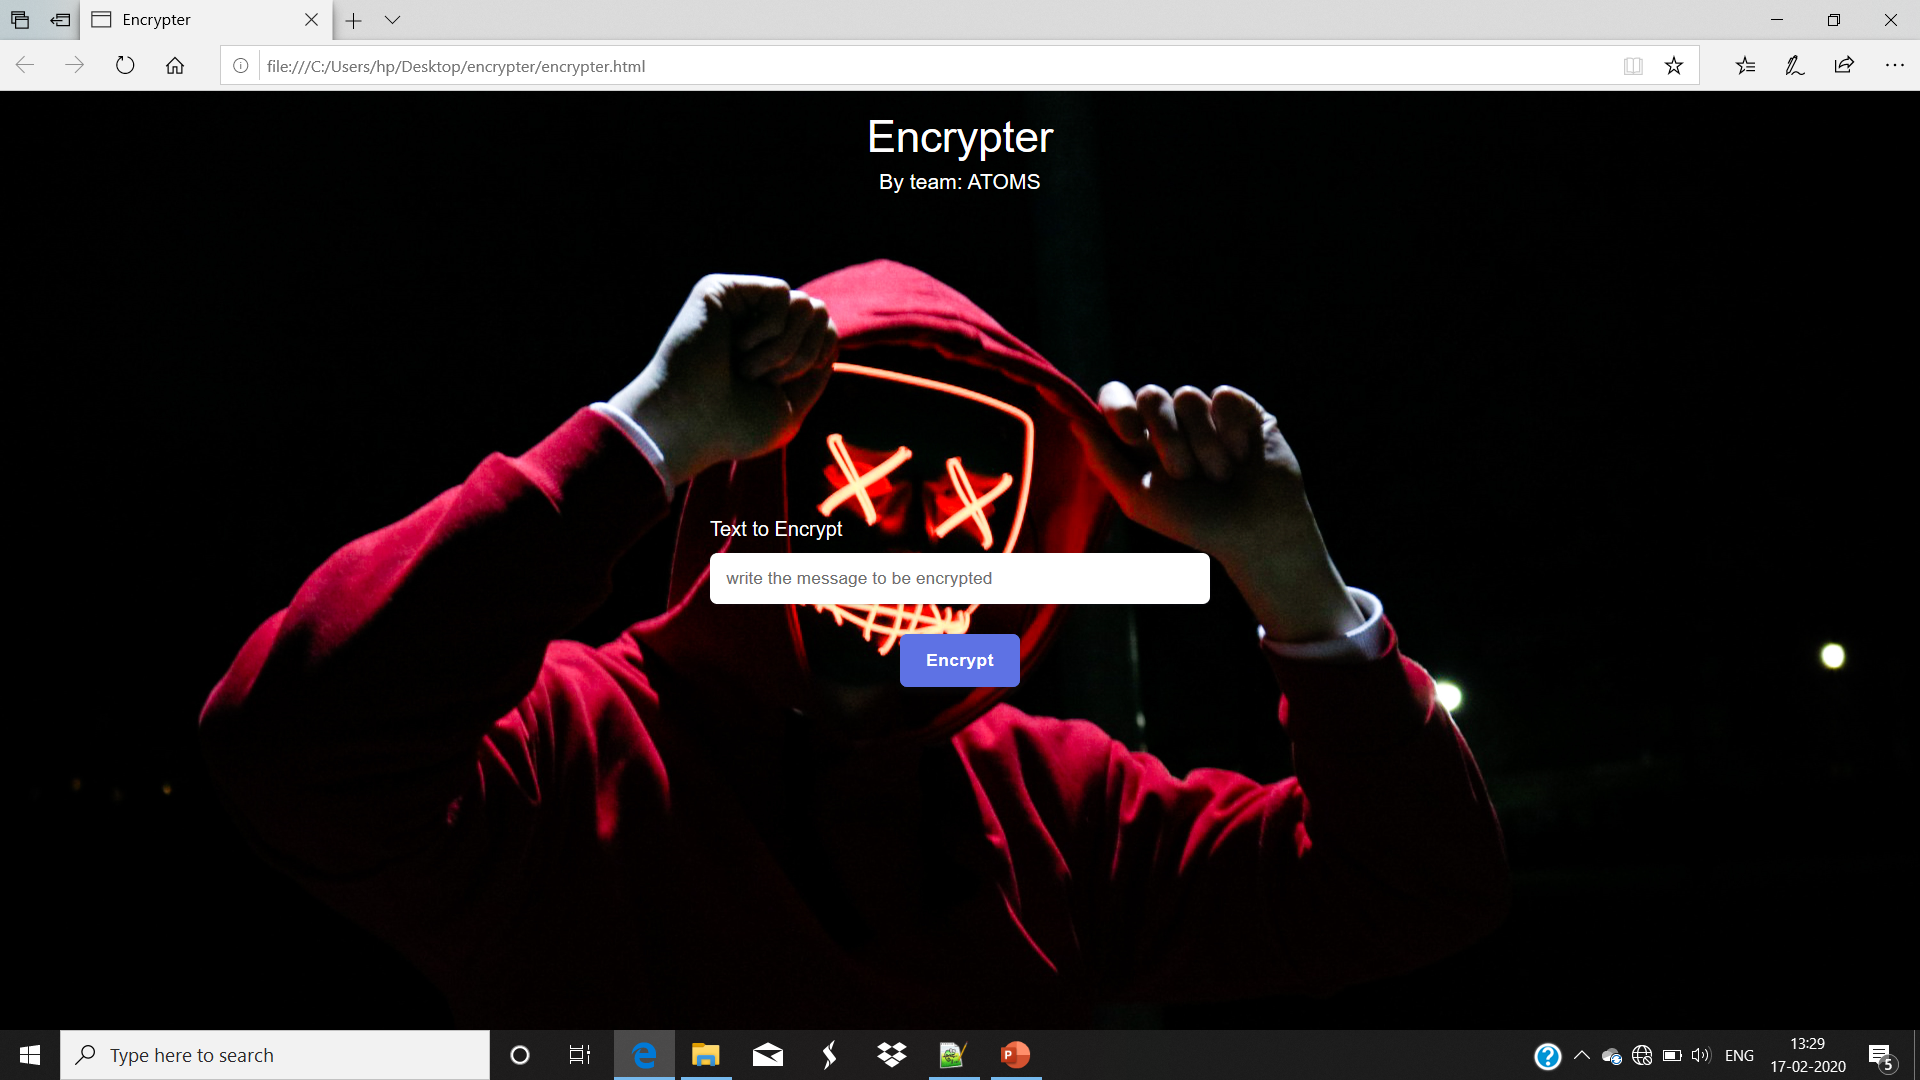 Encrypter
file:///C:/Users/hp/Desktop/encrypter/encrypter.html
Encrypter
By team: ATOMS
Text to Encrypt
write the message to be encrypted
Encrypt
Type here to search
P
?
ENG
13:29
17-02-2020
5